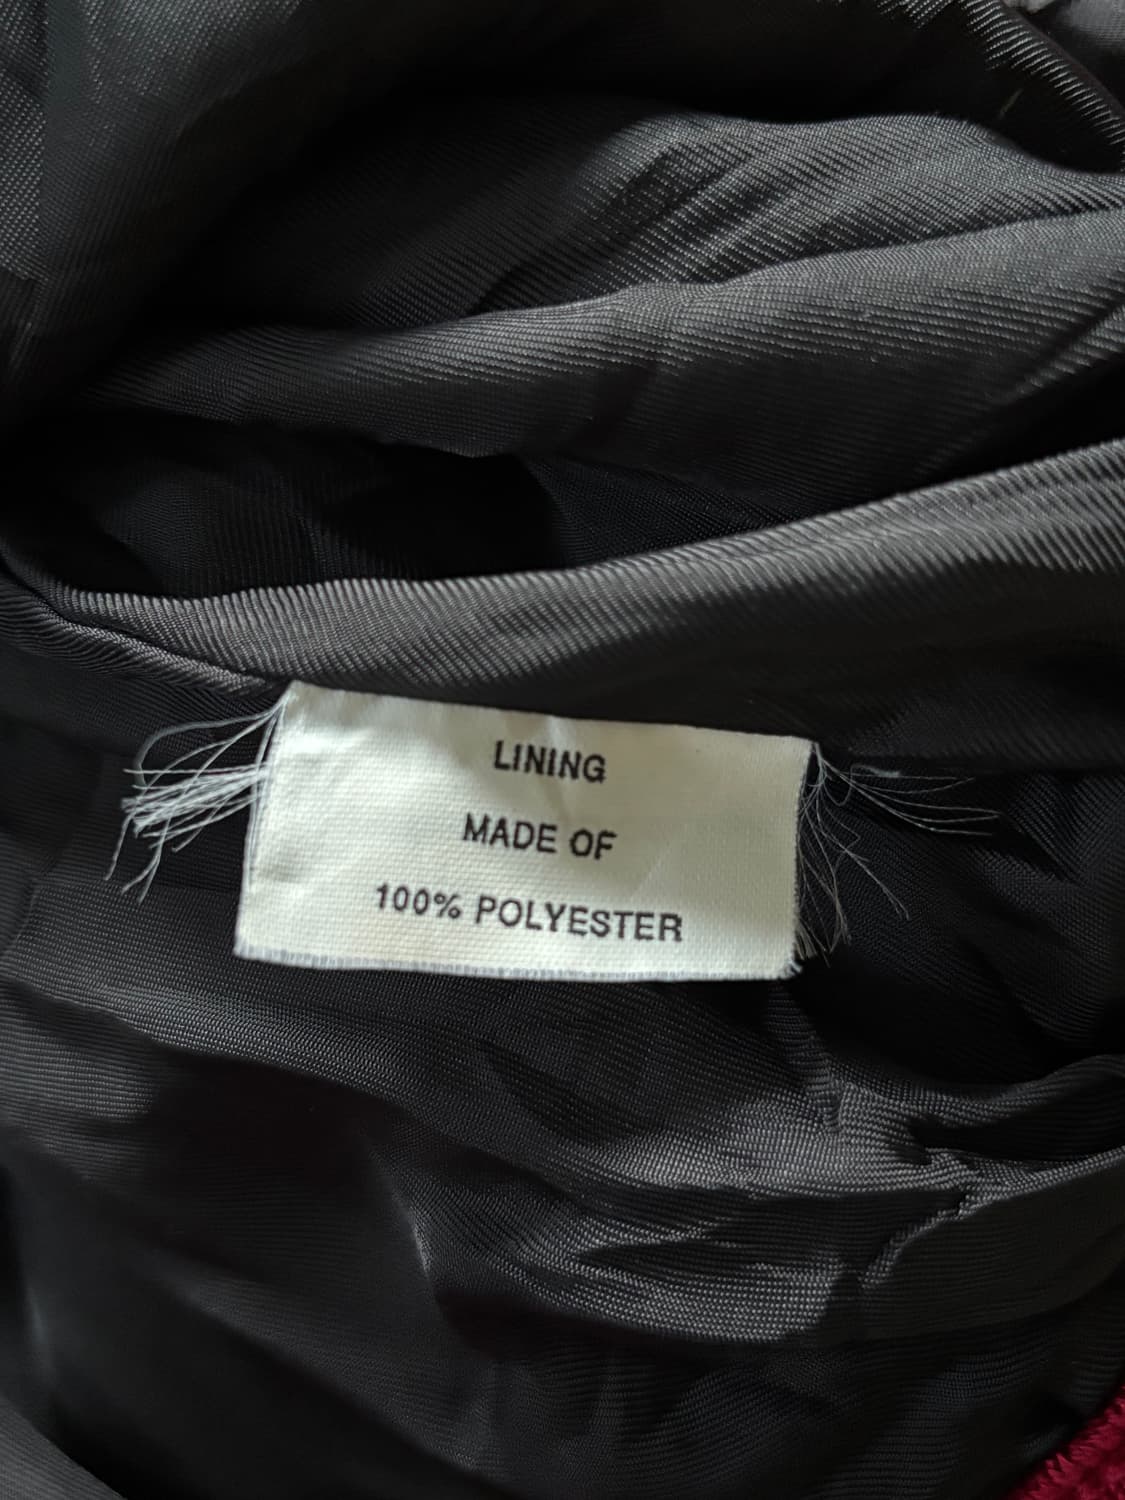 LINING
MADE OF
100% POLYESTER